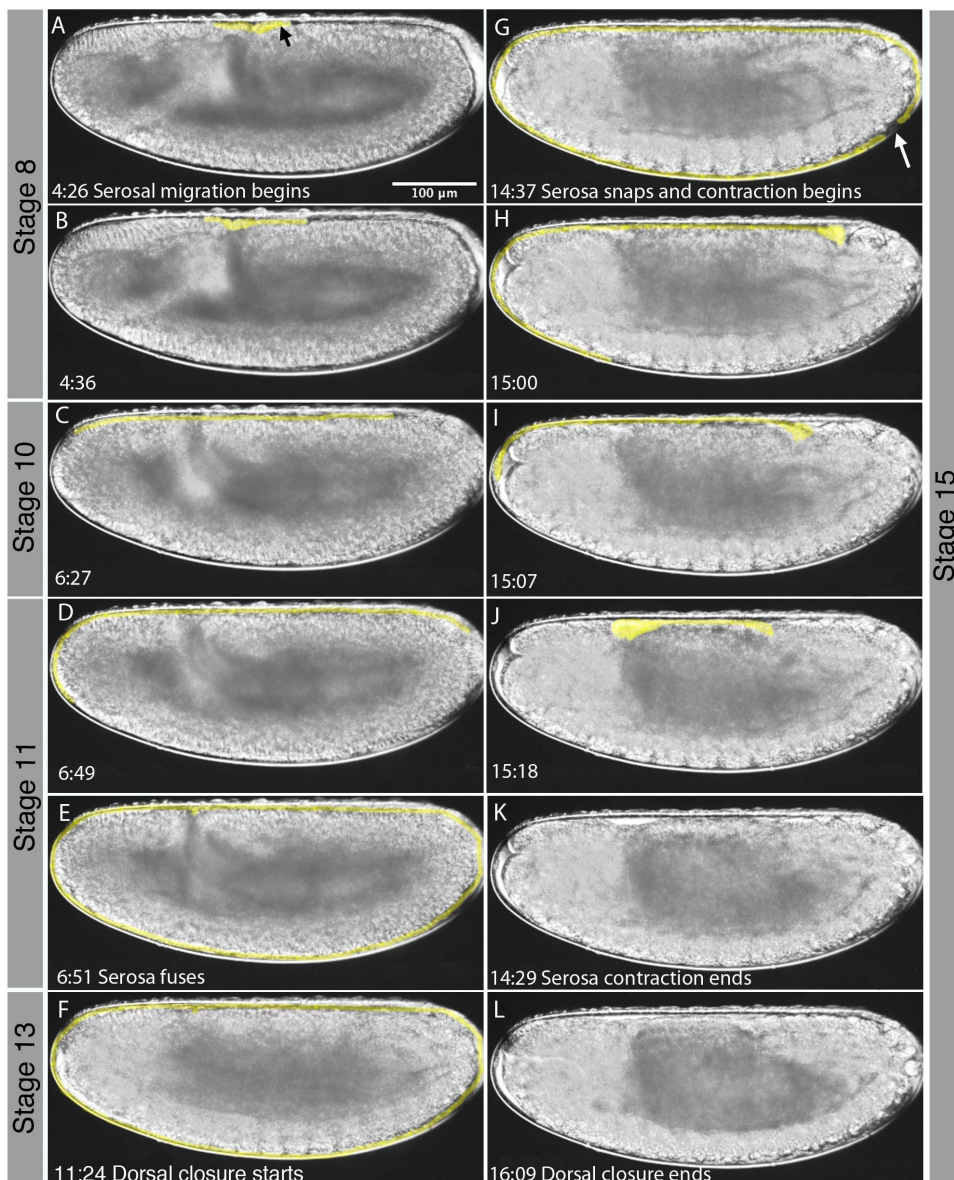 Stage 8
A
4:26 Serosal migration begins
100 µm
B
4:36
Stage 10
C
6:27
Stage 11
D
6:49
E
6:51 Serosa fuses
Stage 13
F
11:24 Dorsal closure starts
G
14:37 Serosa snaps and contraction begins
H
15:00
I
15:07
J
15:18
K
14:29 Serosa contraction ends
L
16:09 Dorsal closure ends
Stage 15